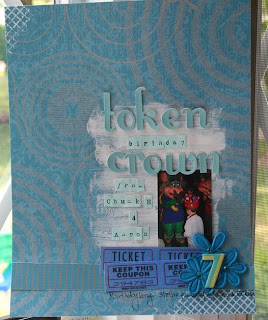 token
birthday
crown
from
Chuck E
4
Aaron
TICKET TICKET
KEEP THIS KEEP THIS
COUPON COUPON
7